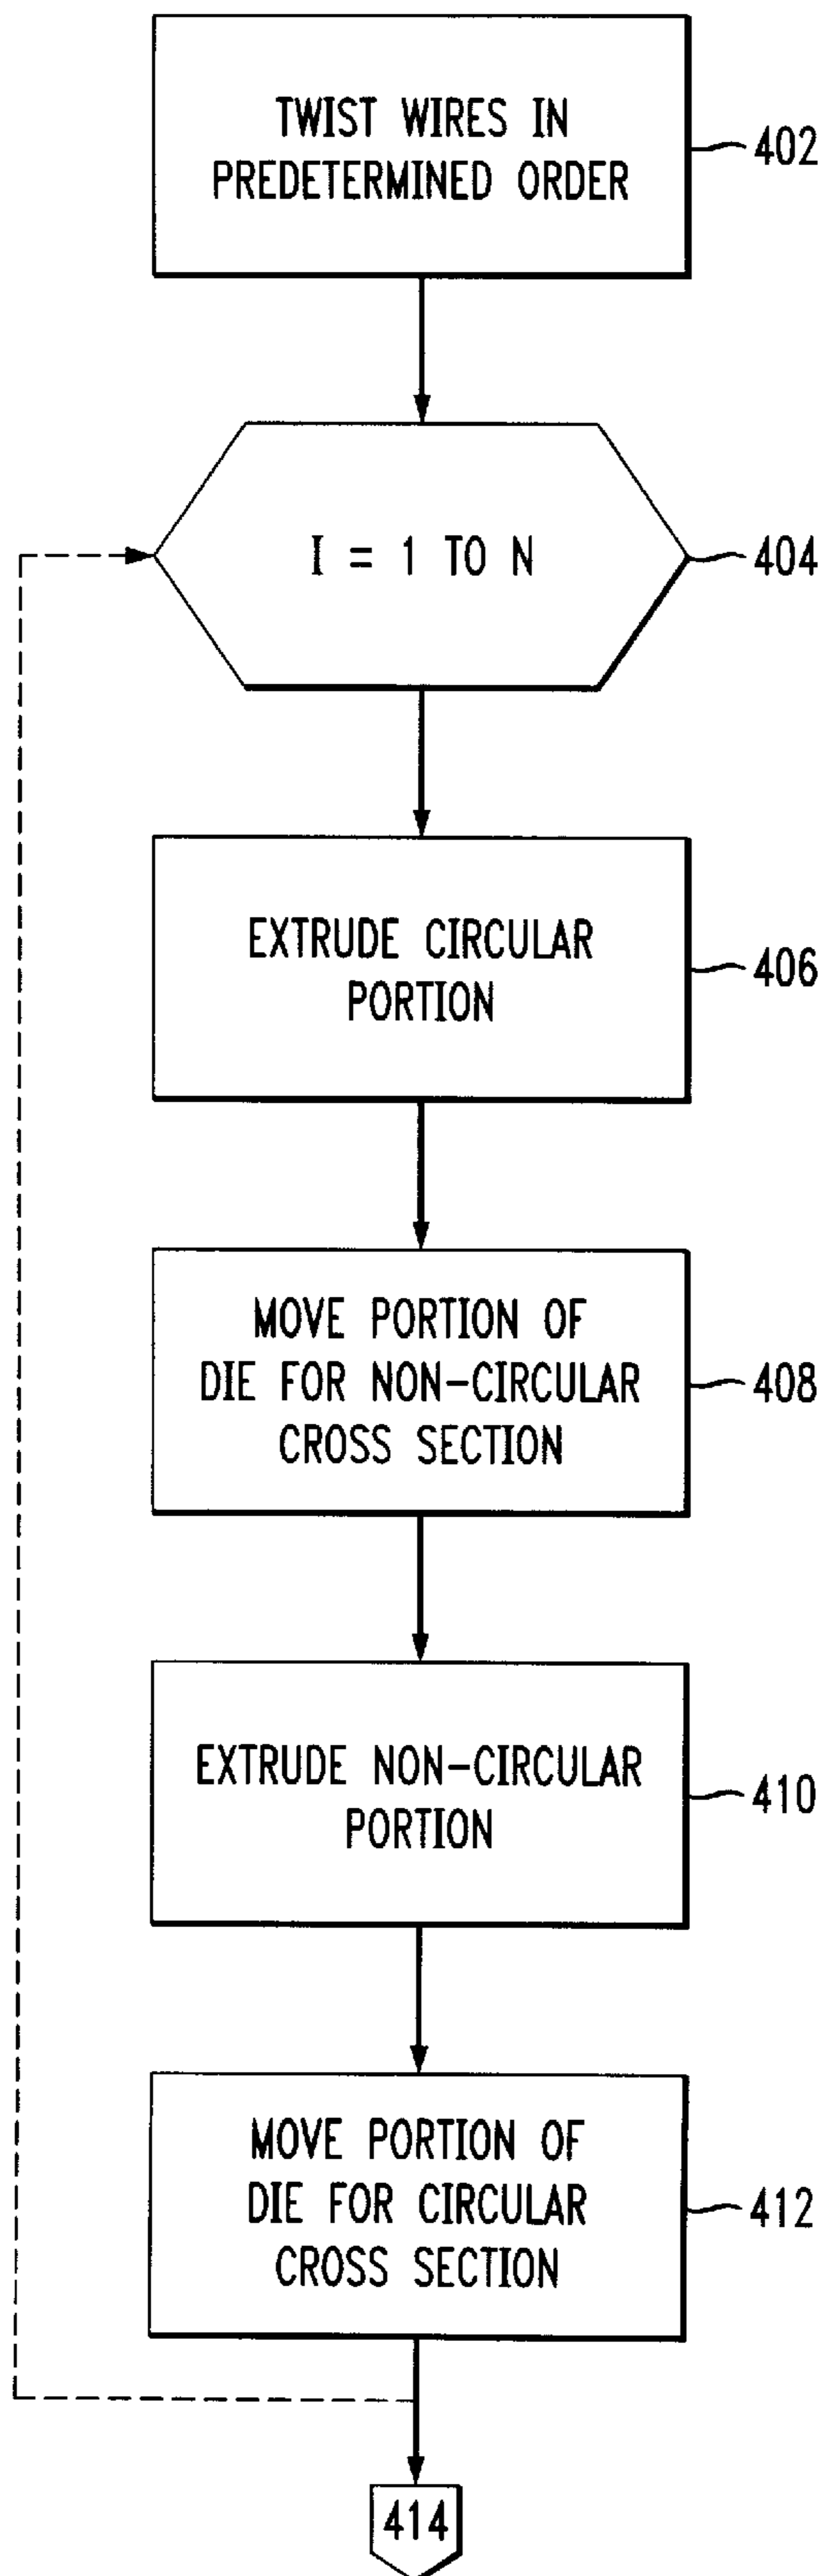 TWIST WIRES IN
PREDETERMINED ORDER
402
I = 1 TO N
404
EXTRUDE CIRCULAR
PORTION
406
MOVE PORTION OF
DIE FOR NON-CIRCULAR
CROSS SECTION
408
EXTRUDE NON-CIRCULAR
PORTION
410
MOVE PORTION OF
DIE FOR CIRCULAR
CROSS SECTION
412
414